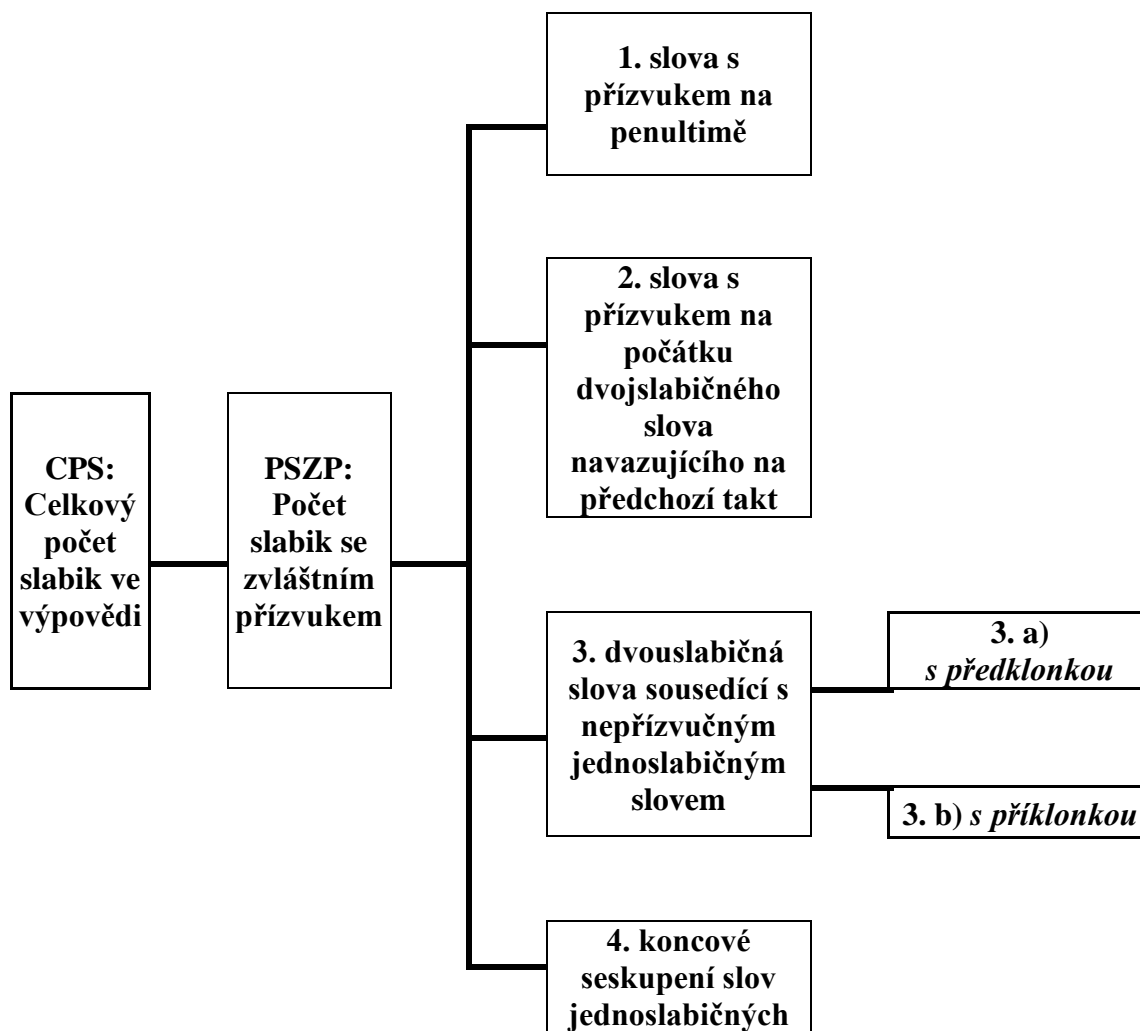 1. slova s
přízvukem na
penultimě
2. slova s
přízvukem na
počátku
dvojslabičného
slova
navazujícího na
předchozí takt
CPS:
Celkový
počet
slabik ve
výpovědi
PSZP:
Počet
slabik se
zvláštním
přízvukem
3. dvouslabičná
slova sousedící s
nepřízvučným
jednoslabičným
slovem
3. a)
s předklonkou
3. b) s příklonkou
4. koncové
seskupení slov
jednoslabičných